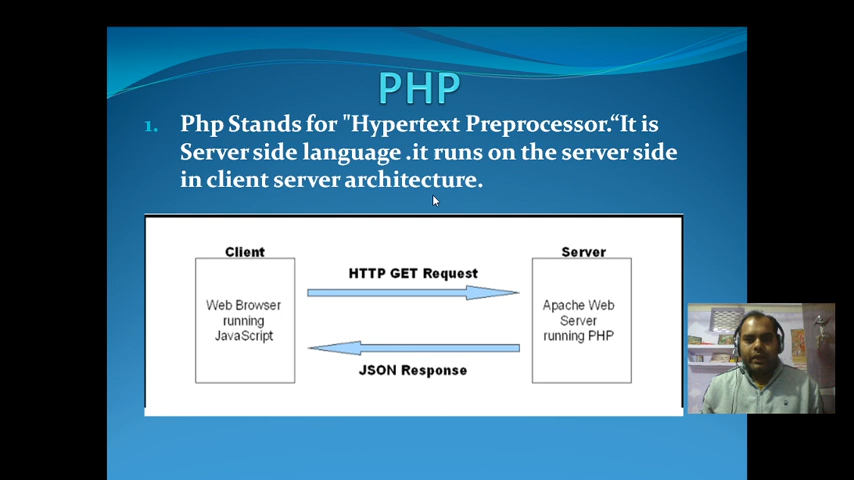 PHP
1. Php Stands for "Hypertext Preprocessor.“It is
Server side language .it runs on the server side
in client server architecture.
Client
Server
HTTP GET Request
Web Browser
running
JavaScript
Apache Web
Server
running PHP
JSON Response